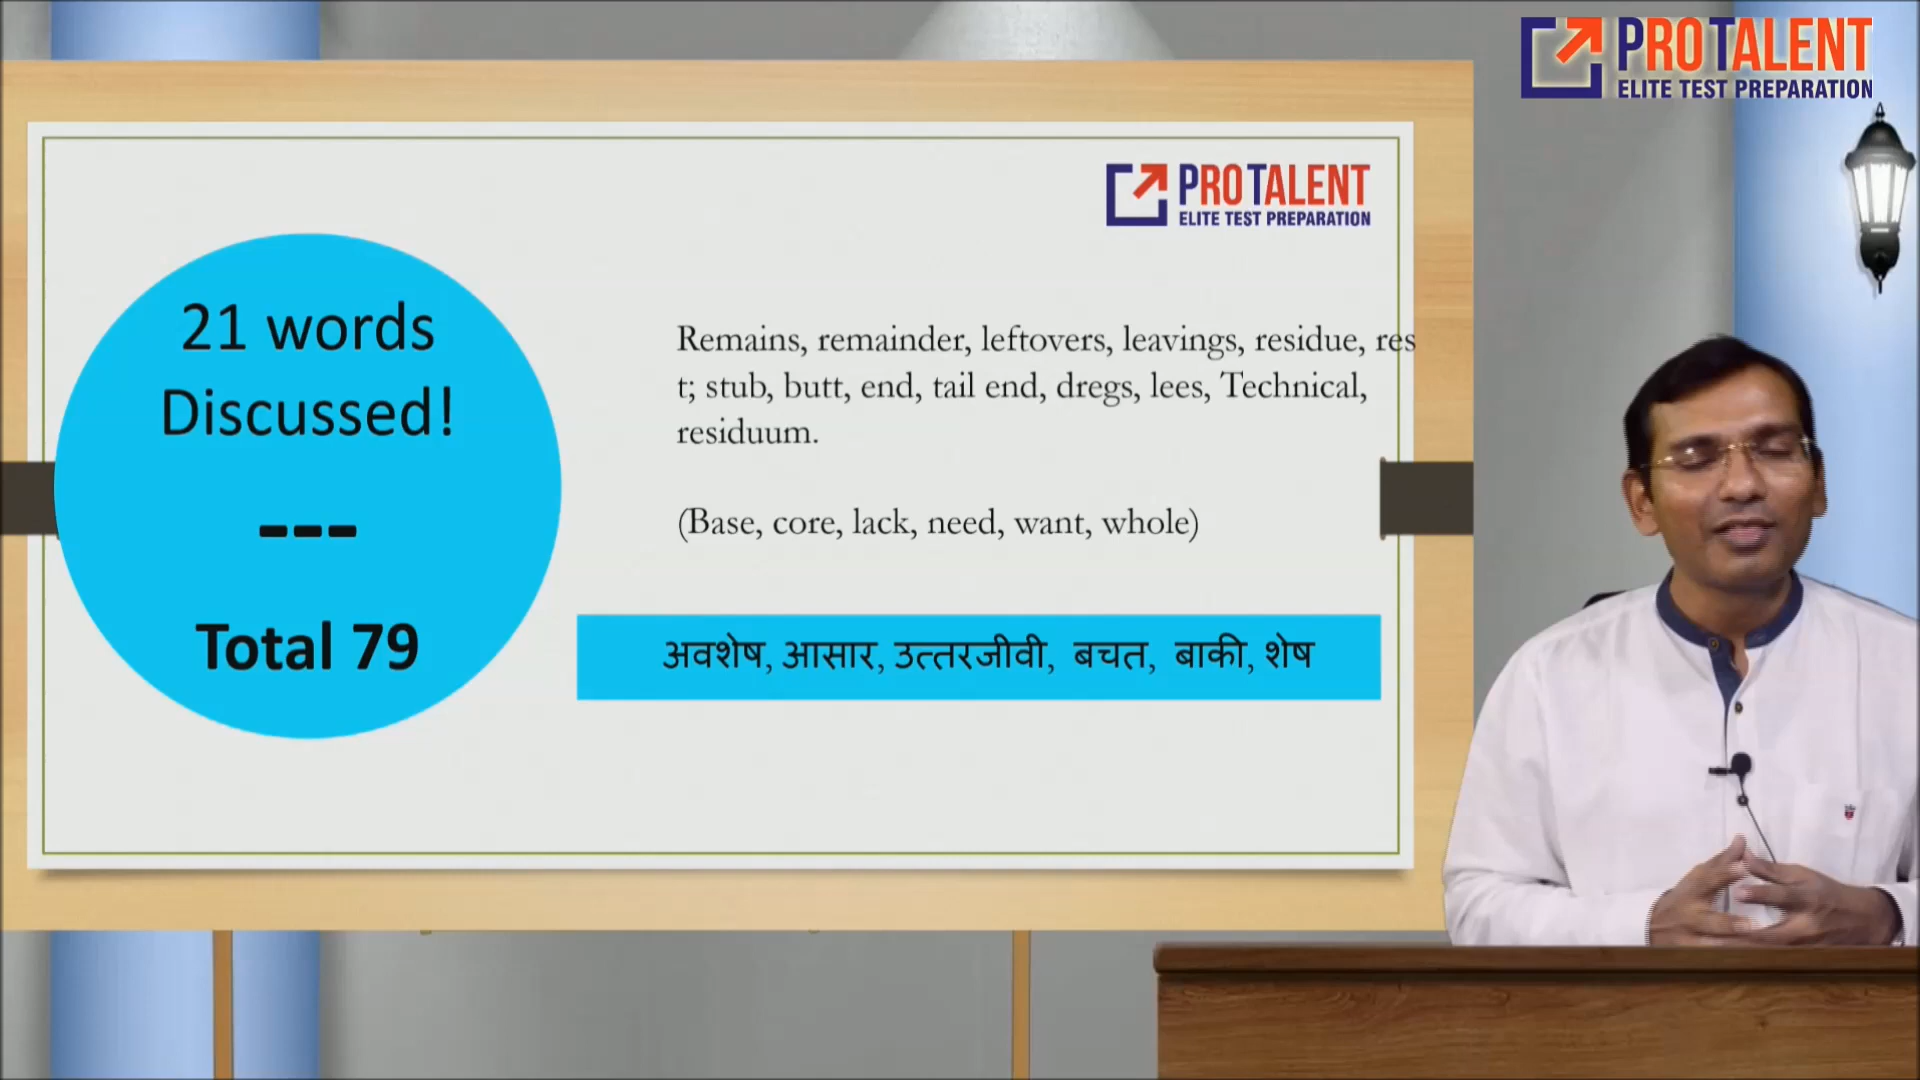 PROTALENT
ELITE TEST PREPARATION
PROTALENT
ELITE TEST PREPARATION
21 words
Discussed!
---
Total 79
Remains, remainder, leftovers, leavings, residue, res
t; stub, butt, end, tail end, dregs, lees, Technical,
residuum.
(Base, core, lack, need, want, whole)
अवशेष, आसार, उत्तरजीवी, बचत, बाकी, शेष